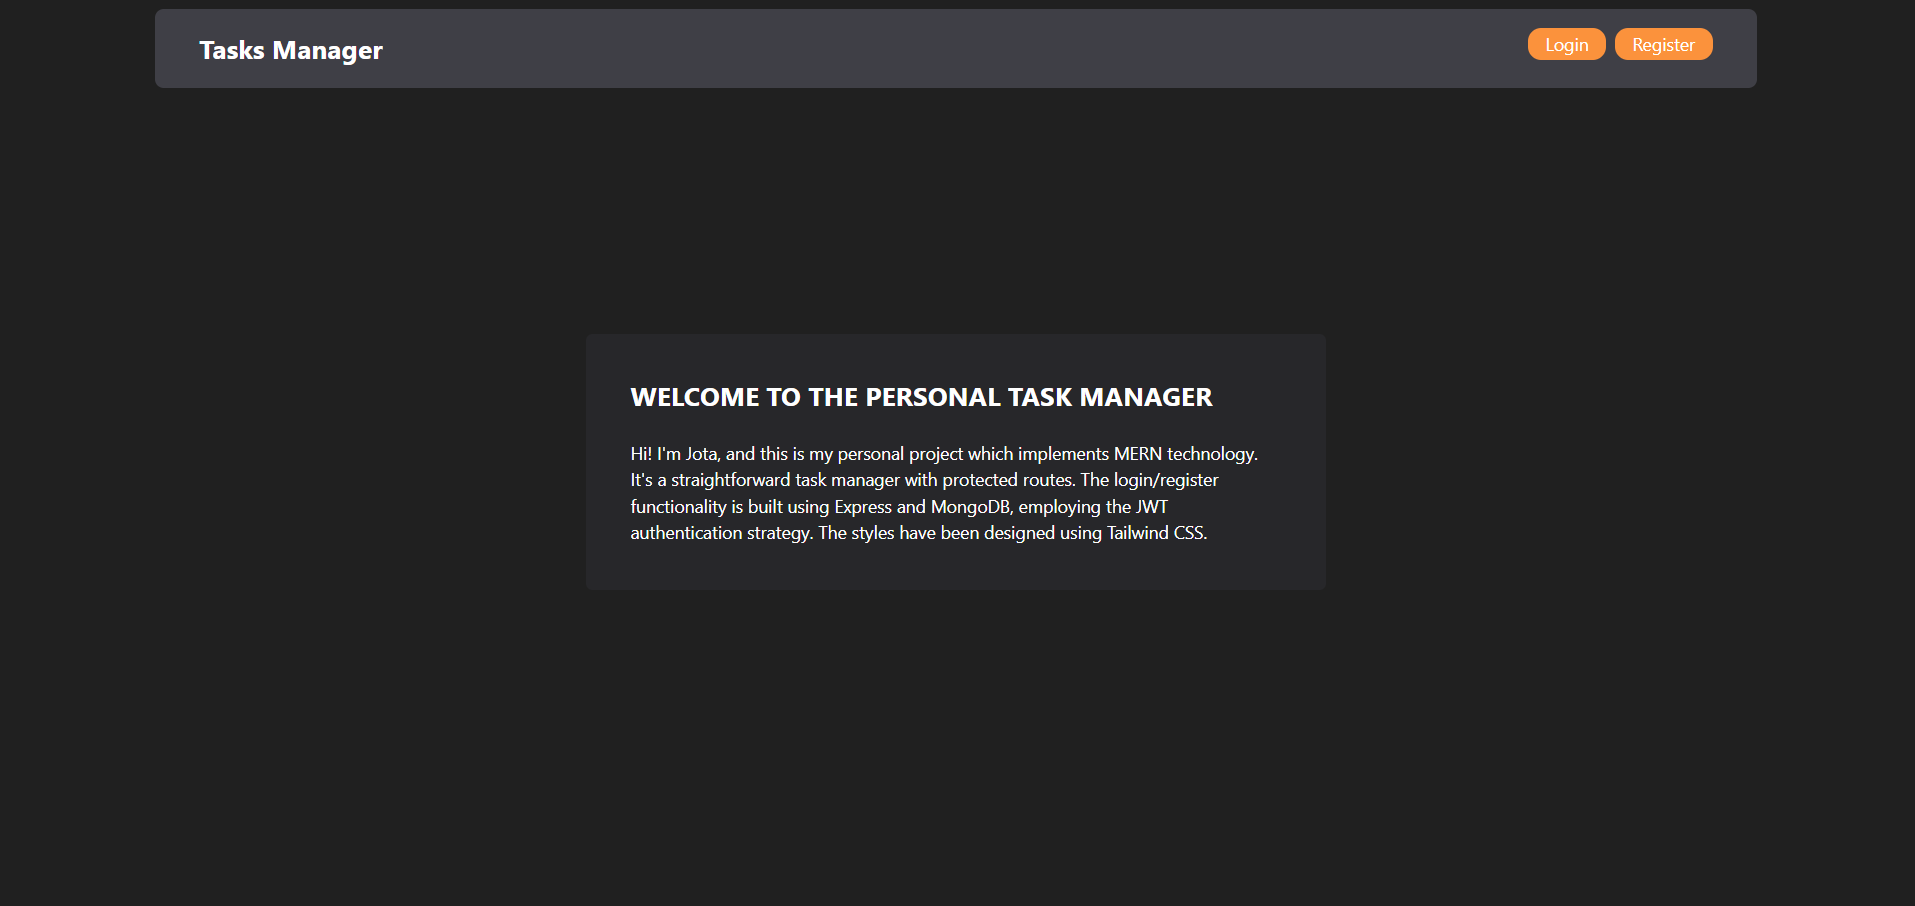 Tasks Manager
Login
Register
WELCOME TO THE PERSONAL TASK MANAGER
Hi! I'm Jota, and this is my personal project which implements MERN technology.
It's a straightforward task manager with protected routes. The login/register
functionality is built using Express and MongoDB, employing the JWT
authentication strategy. The styles have been designed using Tailwind CSS.